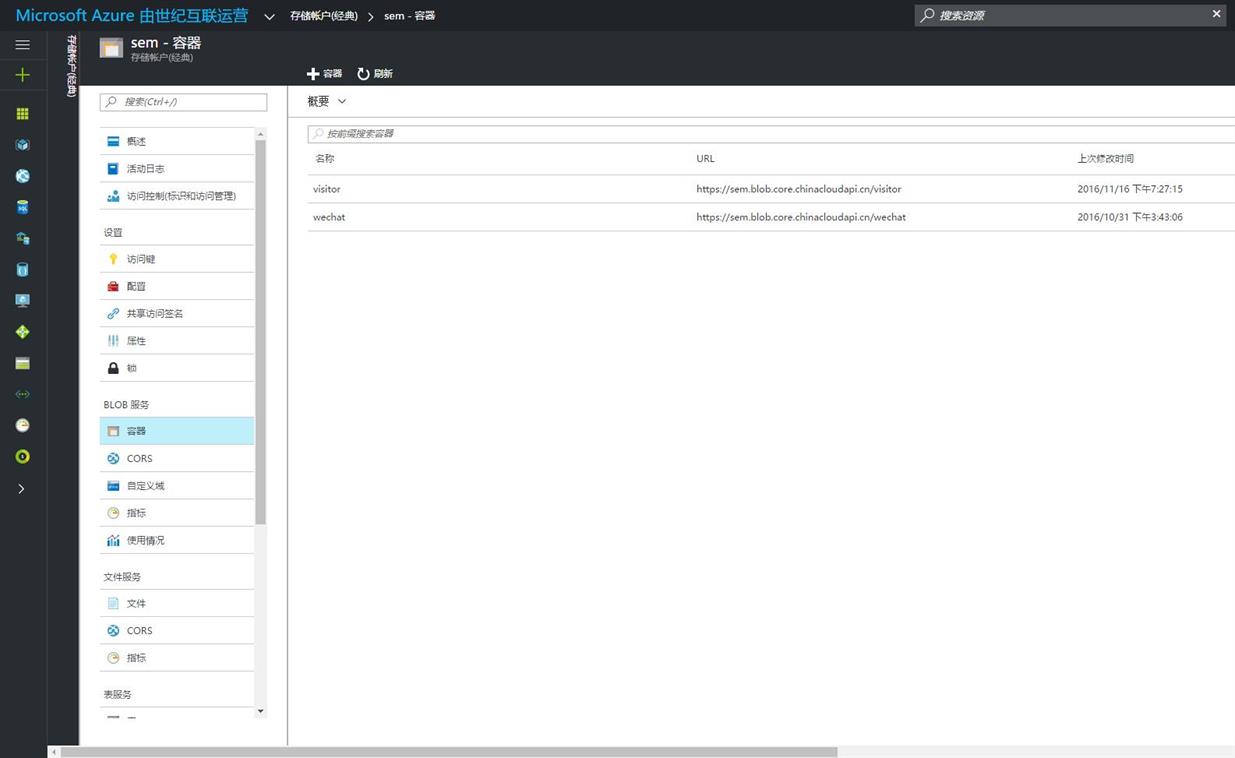 Microsoft Azure 由世纪互联运营
存储帐户(经典)
sem - 容器
搜索资源
存储帐户(经典)
sem - 容器
存储帐户(经典)
容器
刷新
搜索(Ctrl+/)
概述
活动日志
访问控制(标识和访问管理)
设置
访问键
配置
共享访问签名
属性
锁
BLOB 服务
容器
CORS
自定义域
指标
使用情况
文件服务
文件
CORS
指标
表服务
概要
按前缀搜索容器
名称 URL 上次修改时间
visitor https://sem.blob.core.chinacloudapi.cn/visitor 2016/11/16 下午7:27:15
wechat https://sem.blob.core.chinacloudapi.cn/wechat 2016/10/31 下午3:43:06